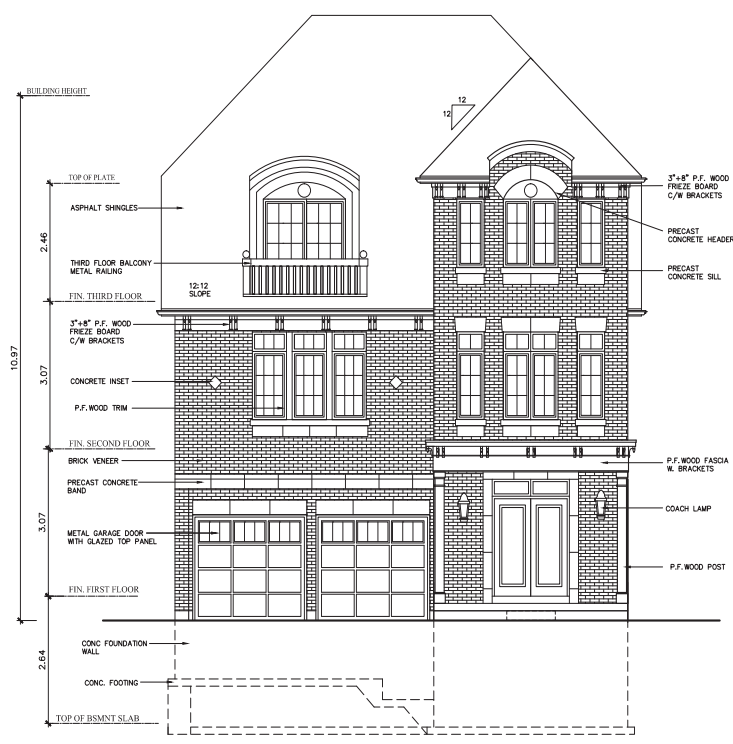 BUILDING HEIGHT
12
12
TOP OF PLATE
3"+8" P.F. WOOD
FRIEZE BOARD
C/W BRACKETS
ASPHALT SHINGLES
2.46
PRECAST
CONCRETE HEADER
THIRD FLOOR BALCONY
METAL RAILING
PRECAST
CONCRETE SILL
12:12
SLOPE
FIN. THIRD FLOOR
3"+8" P.F. WOOD
FRIEZE BOARD
C/W BRACKETS
10.97
3.07
CONCRETE INSET
P.F.WOOD TRIM
FIN. SECOND FLOOR
BRICK VENEER
P.F.WOOD FASCIA
W. BRACKETS
PRECAST CONCRETE
BAND
COACH LAMP
3.07
METAL GARAGE DOOR
WITH GLAZED TOP PANEL
P.F.WOOD POST
FIN. FIRST FLOOR
CONC FOUNDATION
WALL
2.64
CONC. FOOTING
TOP OF BSMNT SLAB